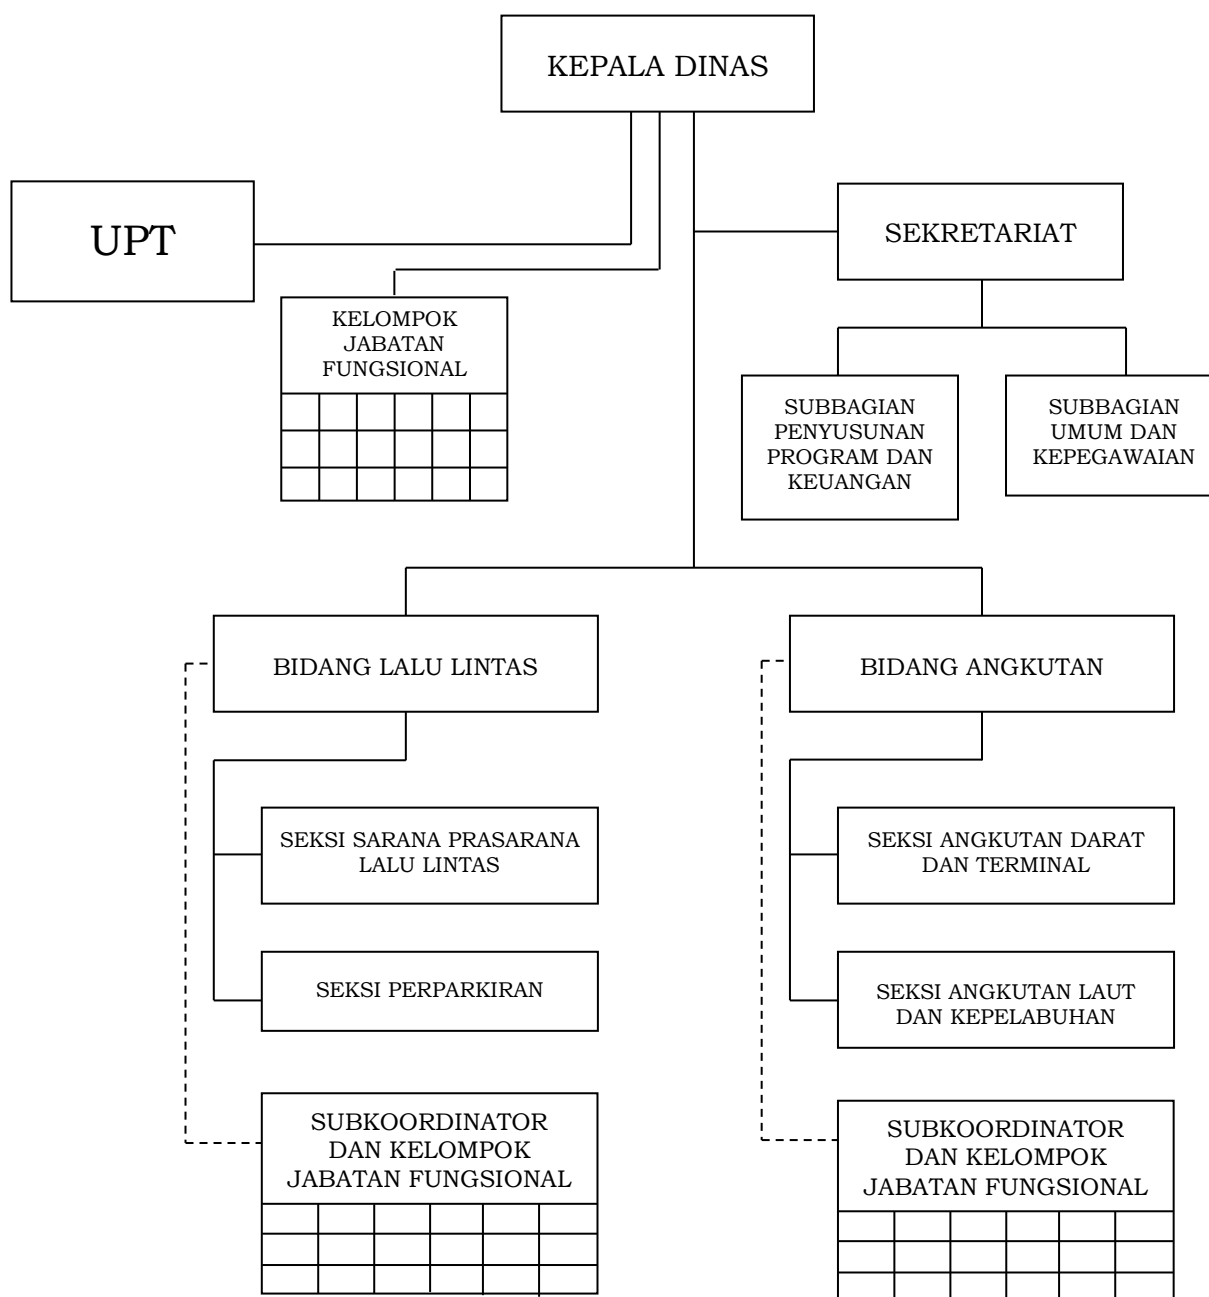 KEPALA DINAS
UPT
SEKRETARIAT
KELOMPOK
JABATAN
FUNGSIONAL
SUBBAGIAN
PENYUSUNAN
PROGRAM DAN
KEUANGAN
SUBBAGIAN
UMUM DAN
KEPEGAWAIAN
BIDANG LALU LINTAS
BIDANG ANGKUTAN
SEKSI SARANA PRASARANA
LALU LINTAS
SEKSI ANGKUTAN DARAT
DAN TERMINAL
SEKSI PERPARKIRAN
SEKSI ANGKUTAN LAUT
DAN KEPELABUHAN
SUBKOORDINATOR
DAN KELOMPOK
JABATAN FUNGSIONAL
SUBKOORDINATOR
DAN KELOMPOK
JABATAN FUNGSIONAL